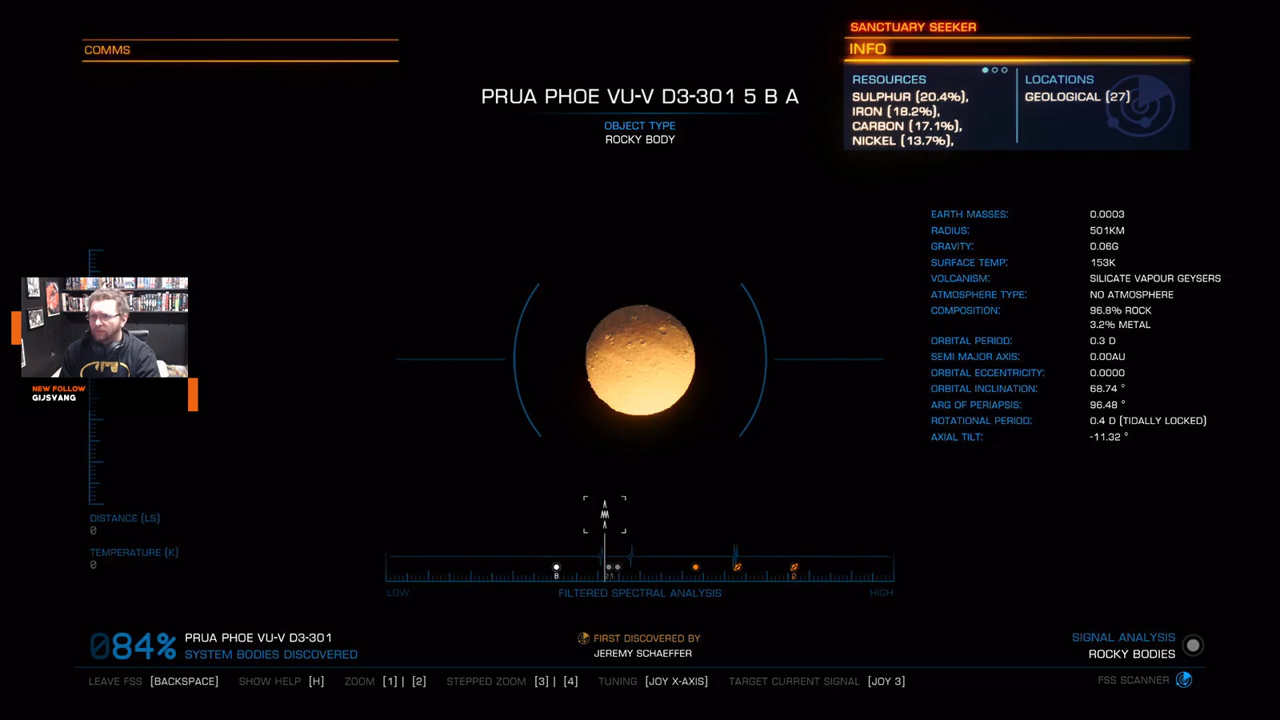 SANCTUARY SEEKER
COMMS
INFO
RESOURCES
SULPHUR (20.4%),
IRON (18.2%),
CARBON (17.1%),
NICKEL (13.7%),
LOCATIONS
GEOLOGICAL (27)
PRUA PHOE VU-V D3-301 5 B A
OBJECT TYPE
ROCKY BODY
EARTH MASSES: 0.0003
RADIUS: 501KM
GRAVITY: 0.06G
SURFACE TEMP: 153K
VOLCANISM: SILICATE VAPOUR GEYSERS
ATMOSPHERE TYPE: NO ATMOSPHERE
COMPOSITION: 96.8% ROCK
3.2% METAL
ORBITAL PERIOD: 0.3 D
SEMI MAJOR AXIS: 0.00AU
ORBITAL ECCENTRICITY: 0.0000
ORBITAL INCLINATION: 68.74 °
ARG OF PERIAPSIS: 96.48 °
ROTATIONAL PERIOD: 0.4 D (TIDALLY LOCKED)
AXIAL TILT: -11.32 °
NEW FOLLOW
GIJSVANG
DISTANCE (LS)
0
TEMPERATURE (K)
0
8
21
2
LOW
FILTERED SPECTRAL ANALYSIS
HIGH
084%
PRUA PHOE VU-V D3-301
SYSTEM BODIES DISCOVERED
FIRST DISCOVERED BY
JEREMY SCHAEFFER
SIGNAL ANALYSIS
ROCKY BODIES
LEAVE FSS [BACKSPACE] SHOW HELP [H] ZOOM [1] | [2] STEPPED ZOOM [3] | [4] TUNING [JOY X-AXIS] TARGET CURRENT SIGNAL [JOY 3]
FSS SCANNER